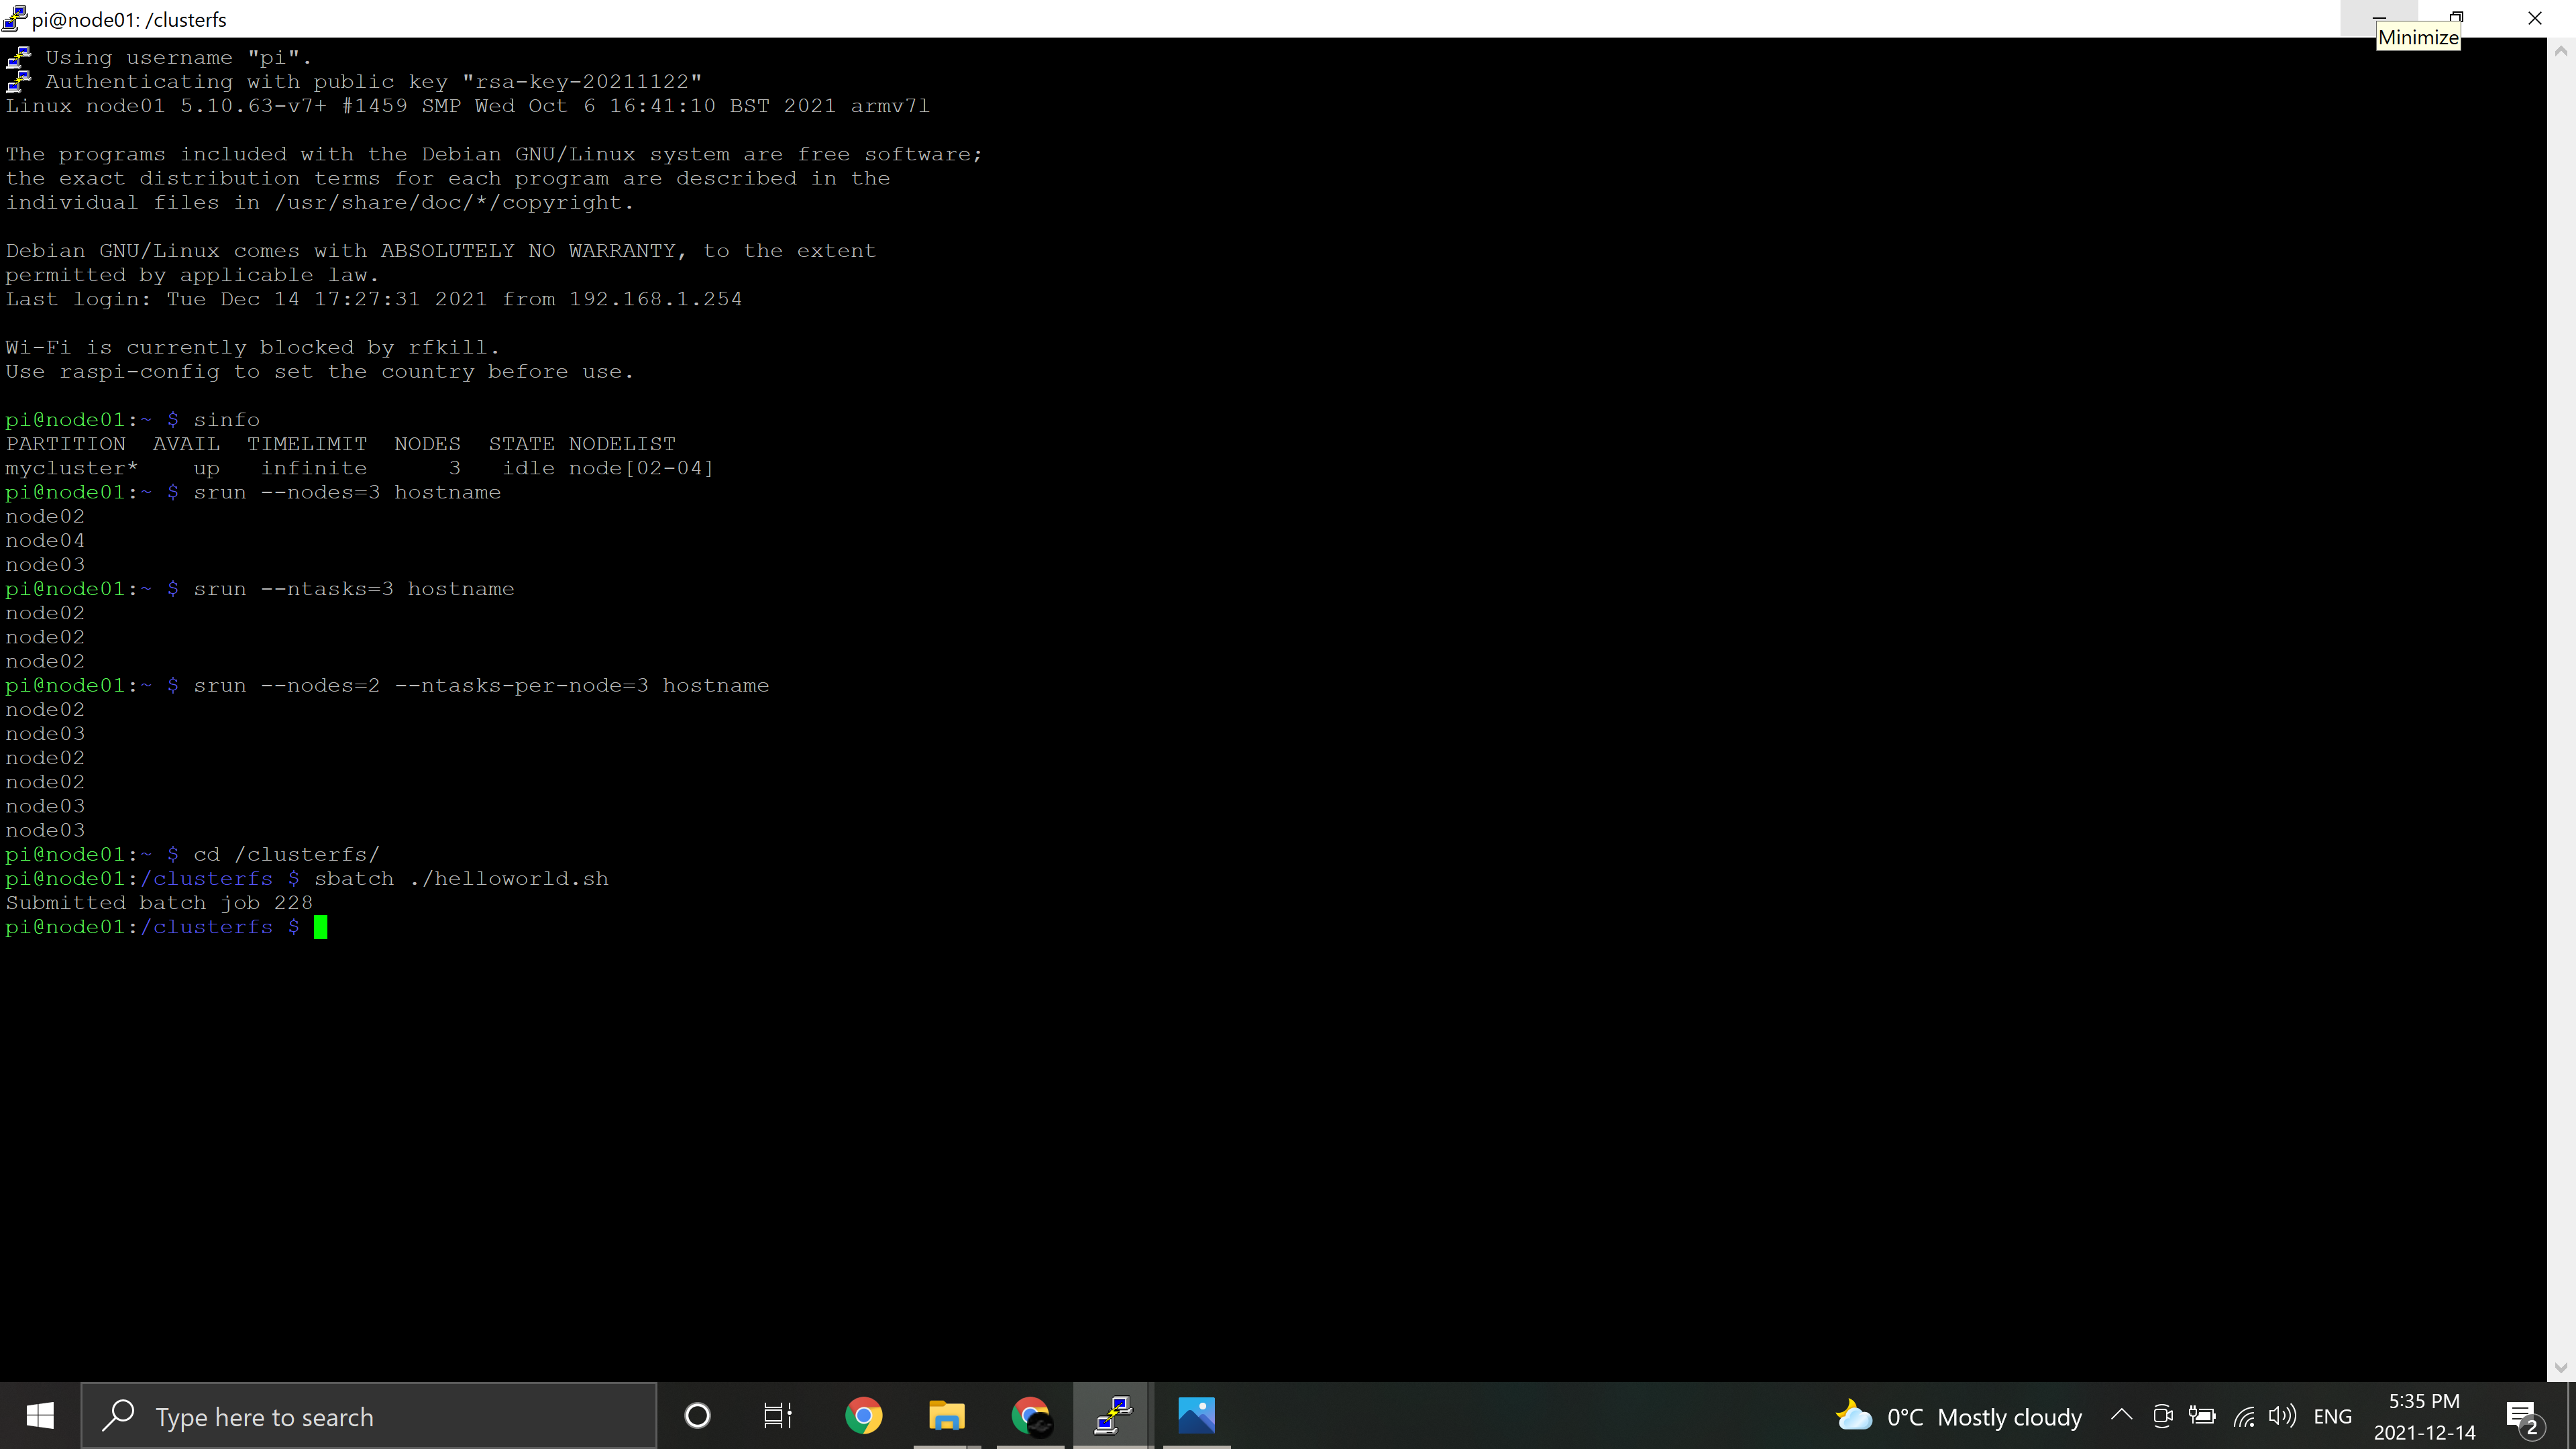 pi@node01: /clusterfs
Minimize
Using username "pi".
Authenticating with public key "rsa-key-20211122"
Linux node01 5.10.63-v7+ #1459 SMP Wed Oct 6 16:41:10 BST 2021 armv7l
The programs included with the Debian GNU/Linux system are free software;
the exact distribution terms for each program are described in the
individual files in /usr/share/doc/*/copyright.
Debian GNU/Linux comes with ABSOLUTELY NO WARRANTY, to the extent
permitted by applicable law.
Last login: Tue Dec 14 17:27:31 2021 from 192.168.1.254
Wi-Fi is currently blocked by rfkill.
Use raspi-config to set the country before use.
pi@node01:~ $ sinfo
PARTITION  AVAIL  TIMELIMIT  NODES  STATE NODELIST
mycluster*    up   infinite      3   idle node[02-04]
pi@node01:~ $ srun --nodes=3 hostname
node02
node04
node03
pi@node01:~ $ srun --ntasks=3 hostname
node02
node02
node02
pi@node01:~ $ srun --nodes=2 --ntasks-per-node=3 hostname
node02
node03
node02
node02
node03
node03
pi@node01:~ $ cd /clusterfs/
pi@node01:/clusterfs $ sbatch ./helloworld.sh
Submitted batch job 228
pi@node01:/clusterfs $
Type here to search
0°C Mostly cloudy
ENG
5:35 PM
2021-12-14
2